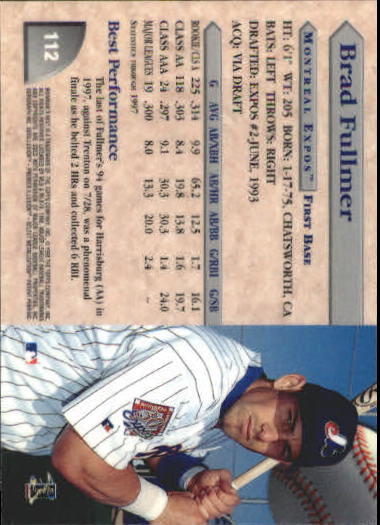 Brad Fullmer
MONTREAL EXPOS™ FIRST BASE
HT: 6'1" WT: 205 BORN: 1-17-75, CHATSWORTH, CA
BATS: LEFT THROWS: RIGHT
DRAFTED: EXPOS #2-JUNE, 1993
ACQ: VIA DRAFT
G AVG AB/XBH AB/HR AB/BB G/RBI G/SB
ROOKIE/CLS A 225 .314 9.9 65.2 12.5 1.7 16.1
CLASS AA 118 .305 8.4 19.8 13.8 1.6 19.7
CLASS AAA 24 .297 9.1 30.3 30.3 1.4 24.0
MAJOR LEAGUES 19 .300 8.0 13.3 20.0 2.4 --
STATISTICS THROUGH 1997
Best Performance
The last of Fullmer's 94 games for Harrisburg (AA) in
1997, against Trenton on 7/28, was a phenomenal
finale as he belted 2 HRs and collected 6 RBI.
112